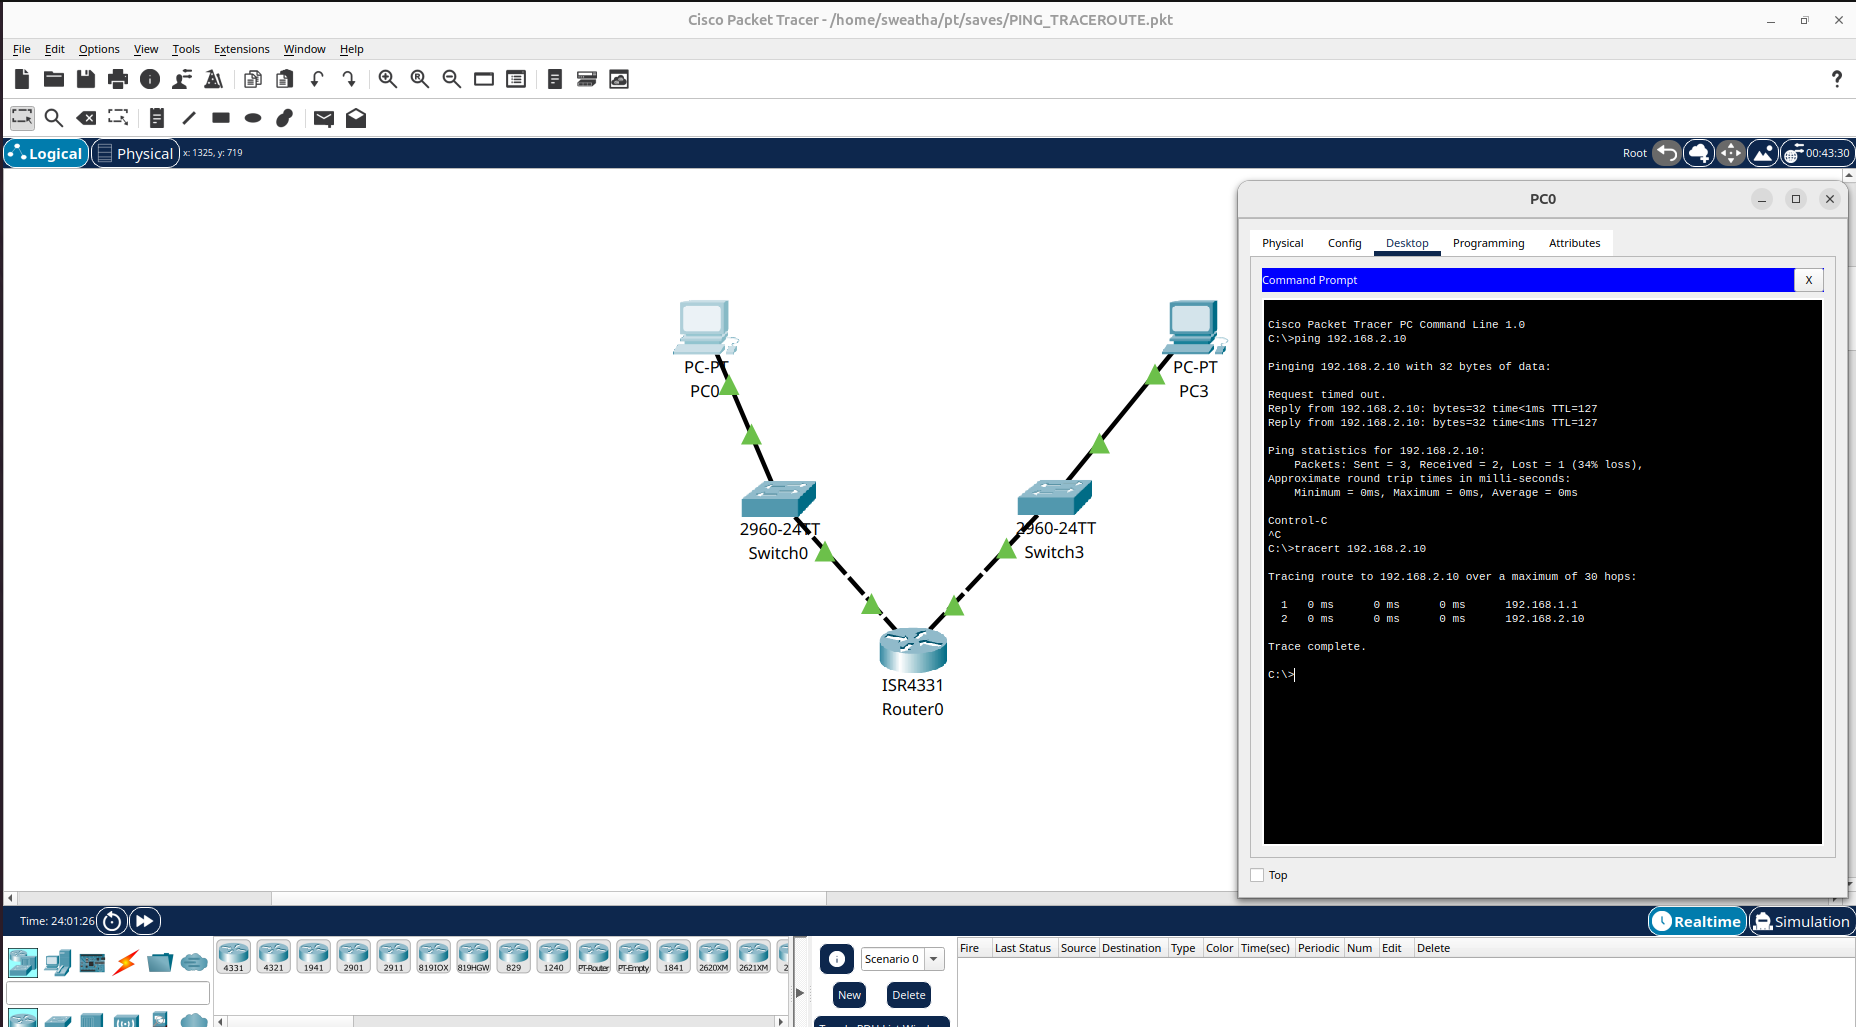 Cisco Packet Tracer - /home/sweatha/pt/saves/PING_TRACEROUTE.pkt
File Edit Options View Tools Extensions Window Help
?
Logical Physical x: 1325, y: 719 Root 00:43:30
PC0
Physical Config Desktop Programming Attributes
Command Prompt X
Cisco Packet Tracer PC Command Line 1.0
C:\>ping 192.168.2.10
Pinging 192.168.2.10 with 32 bytes of data:
Request timed out.
Reply from 192.168.2.10: bytes=32 time<1ms TTL=127
Reply from 192.168.2.10: bytes=32 time<1ms TTL=127
Ping statistics for 192.168.2.10:
Packets: Sent = 3, Received = 2, Lost = 1 (34% loss),
Approximate round trip times in milli-seconds:
Minimum = 0ms, Maximum = 0ms, Average = 0ms
Control-C
^C
C:\>tracert 192.168.2.10
Tracing route to 192.168.2.10 over a maximum of 30 hops:
1 0 ms 0 ms 0 ms 192.168.1.1
2 0 ms 0 ms 0 ms 192.168.2.10
Trace complete.
C:\>
Top
PC-PT
PC0
PC-PT
PC3
2960-24TT
Switch0
2960-24TT
Switch3
ISR4331
Router0
Time: 24:01:26 Realtime Simulation
4331 4321 1941 2901 2911 819IOX 819HGW 829 1240 PT-Router PT-Empty 1841 2620XM 2621XM 2
Scenario 0
New Delete
Fire Last Status Source Destination Type Color Time(sec) Periodic Num Edit Delete